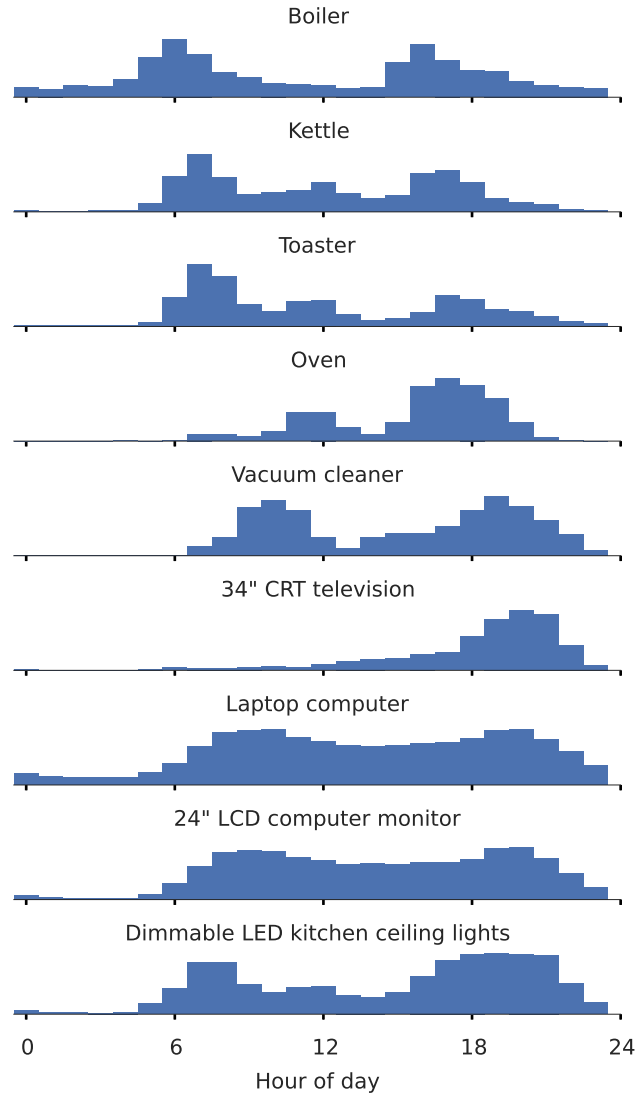 Boiler
Kettle
Toaster
Oven
Vacuum cleaner
34" CRT television
Laptop computer
24" LCD computer monitor
Dimmable LED kitchen ceiling lights
0 6 12 18 24
Hour of day